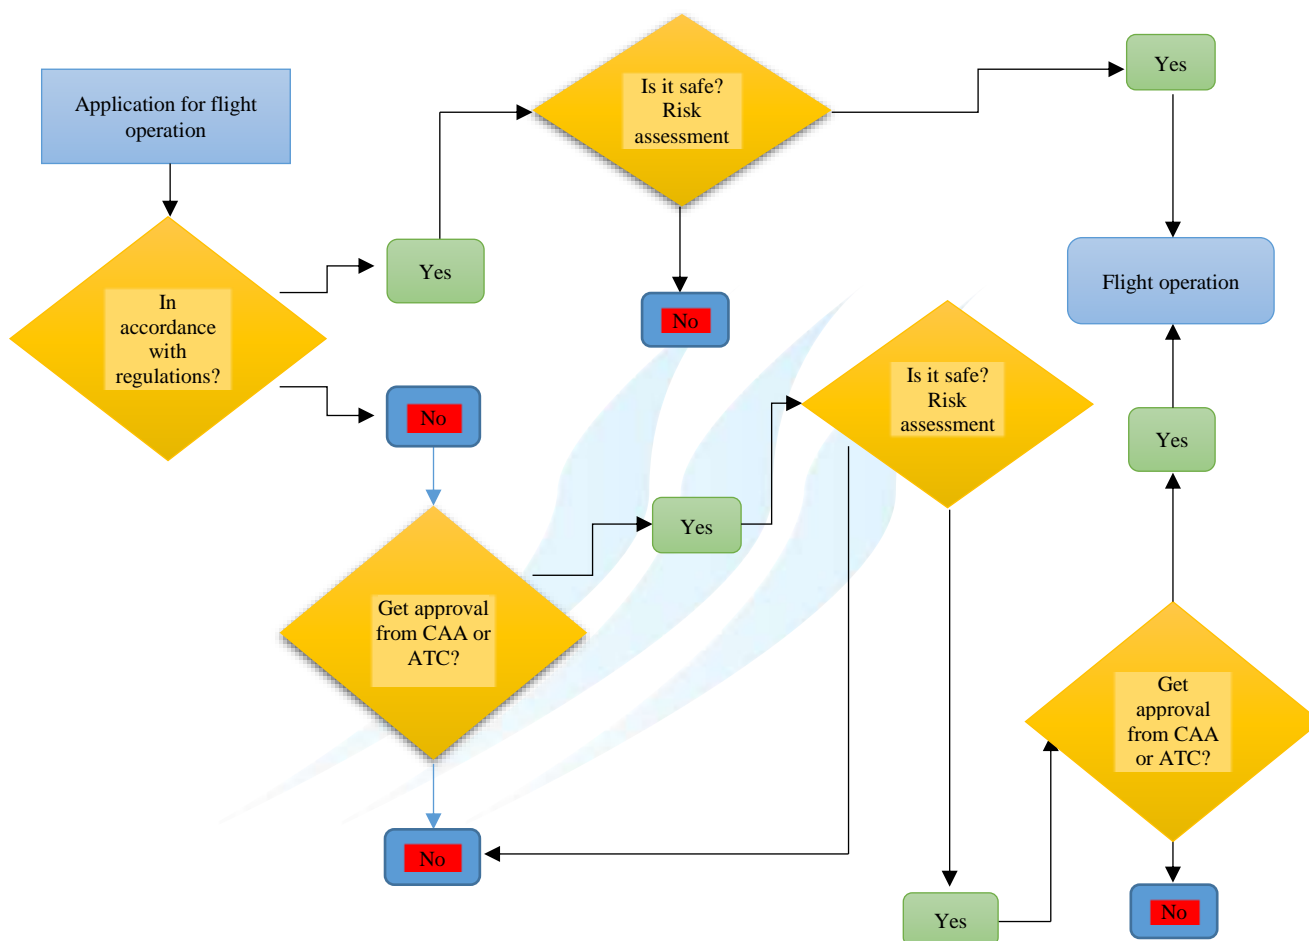 Application for flight
operation
In
accordance
with
regulations?
Yes
No
Is it safe?
Risk
assessment
No
Yes
Flight operation
Get approval
from CAA or
ATC?
Yes
No
Is it safe?
Risk
assessment
Yes
Get
approval
from CAA
or ATC?
Yes
No